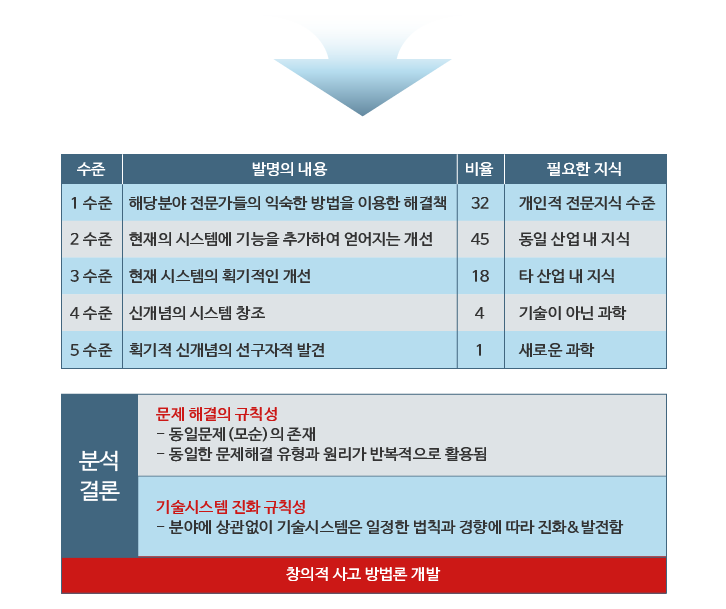 수준 발명의 내용 비율 필요한 지식
1 수준 해당분야 전문가들의 익숙한 방법을 이용한 해결책 32 개인적 전문지식 수준
2 수준 현재의 시스템에 기능을 추가하여 얻어지는 개선 45 동일 산업 내 지식
3 수준 현재 시스템의 획기적인 개선 18 타 산업 내 지식
4 수준 신개념의 시스템 창조 4 기술이 아닌 과학
5 수준 획기적 신개념의 선구자적 발견 1 새로운 과학
분석
결론
문제 해결의 규칙성
- 동일문제 (모순) 의 존재
- 동일한 문제해결 유형과 원리가 반복적으로 활용됨
기술시스템 진화 규칙성
- 분야에 상관없이 기술시스템은 일정한 법칙과 경향에 따라 진화&발전함
창의적 사고 방법론 개발